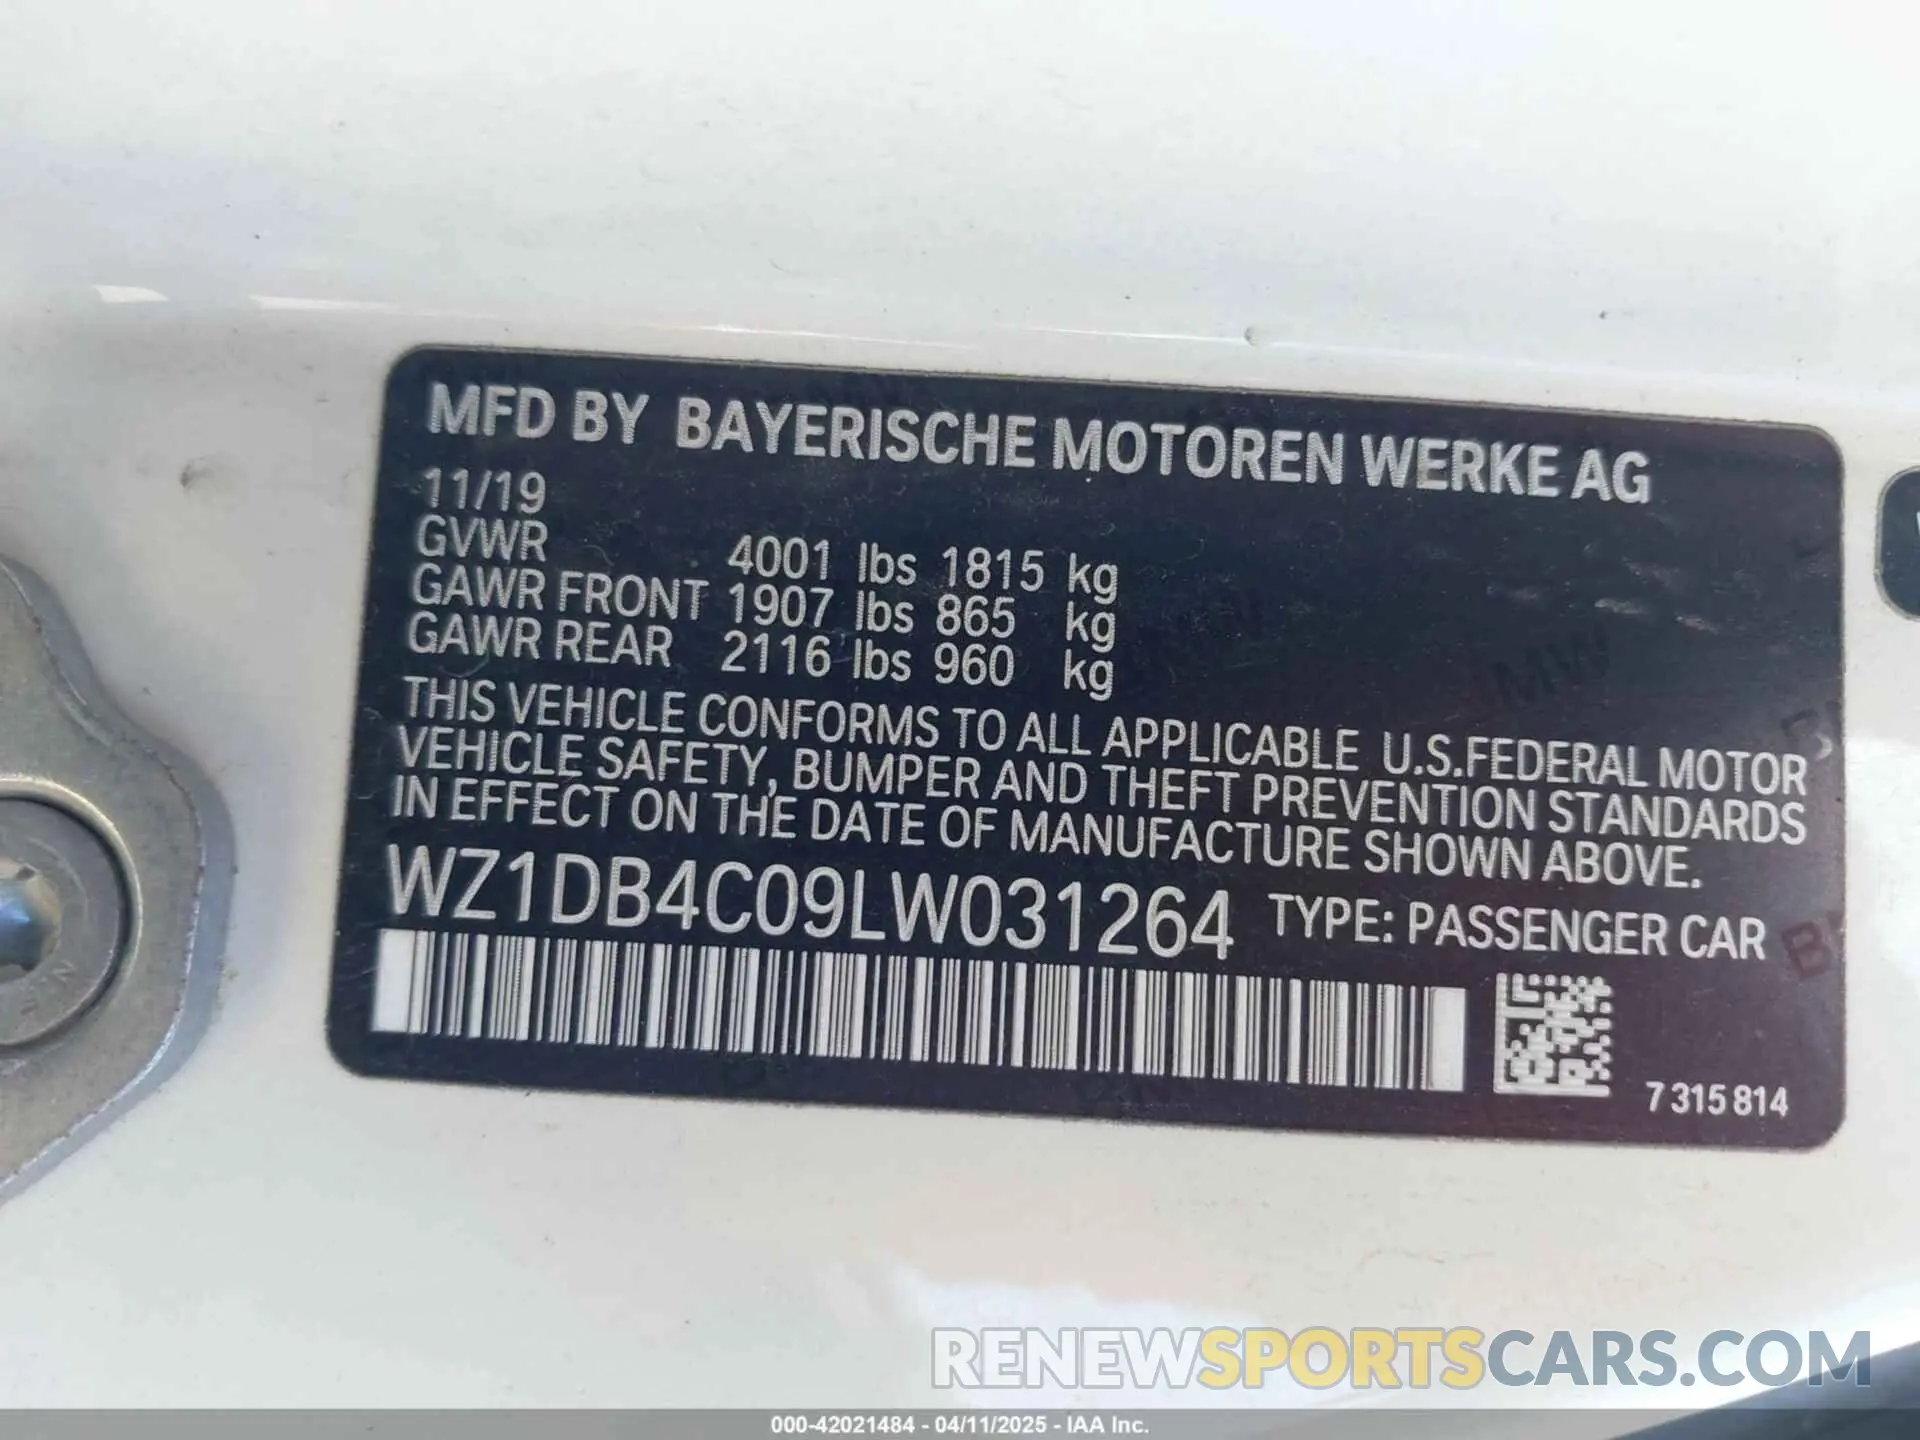 MFD BY BAYERISCHE MOTOREN WERKE AG
11/19
GVWR 4001 lbs 1815 kg
GAWR FRONT 1907 lbs 865 kg
GAWR REAR 2116 lbs 960 kg
THIS VEHICLE CONFORMS TO ALL APPLICABLE U.S.FEDERAL MOTOR
VEHICLE SAFETY, BUMPER AND THEFT PREVENTION STANDARDS
IN EFFECT ON THE DATE OF MANUFACTURE SHOWN ABOVE.
WZ1DB4C09LW031264 TYPE: PASSENGER CAR
7 315 814
RENEWSPORTSCARS.COM
000-42021484 - 04/11/2025 - IAA Inc.